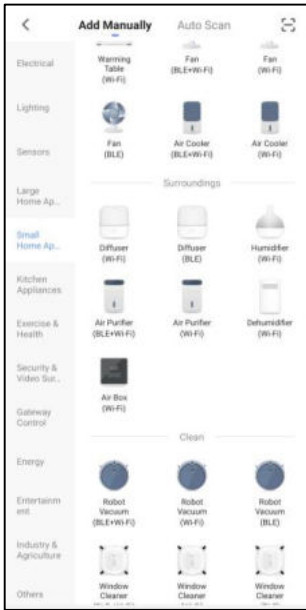 Add Manually Auto Scan
Electrical
Lighting
Sensors
Large
Home Ap...
Small
Home Ap...
Kitchen
Appliances
Exercise &
Health
Security &
Video Sur...
Gateway
Control
Energy
Entertainm
ent
Industry &
Agriculture
Others
Warming
Table
(Wi-Fi)
Fan
(BLE+Wi-Fi)
Fan
(Wi-Fi)
Fan
(BLE)
Air Cooler
(BLE+Wi-Fi)
Air Cooler
(Wi-Fi)
Surroundings
Diffuser
(Wi-Fi)
Diffuser
(BLE)
Humidifier
(Wi-Fi)
Air Purifier
(BLE+Wi-Fi)
Air Purifier
(Wi-Fi)
Dehumidifier
(Wi-Fi)
Air Box
(Wi-Fi)
Clean
Robot
Vacuum
(BLE+Wi-Fi)
Robot
Vacuum
(Wi-Fi)
Robot
Vacuum
(BLE)
Window
Cleaner
Window
Cleaner
Window
Cleaner